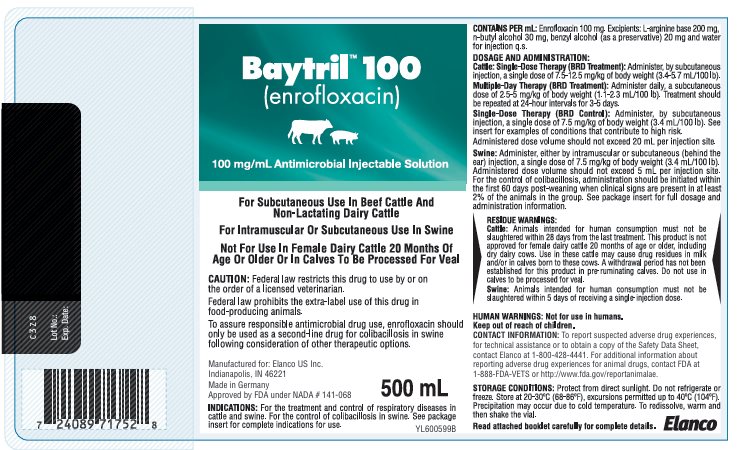 Baytril™ 100
(enrofloxacin)
100 mg/mL Antimicrobial Injectable Solution
For Subcutaneous Use In Beef Cattle And
Non-Lactating Dairy Cattle
For Intramuscular Or Subcutaneous Use In Swine
Not For Use In Female Dairy Cattle 20 Months Of
Age Or Older Or In Calves To Be Processed For Veal
CAUTION: Federal law restricts this drug to use by or on
the order of a licensed veterinarian.
Federal law prohibits the extra-label use of this drug in
food-producing animals.
To assure responsible antimicrobial drug use, enrofloxacin should
only be used as a second-line drug for colibacillosis in swine
following consideration of other therapeutic options.
Manufactured for: Elanco US Inc.
Indianapolis, IN 46221
Made in Germany
Approved by FDA under NADA # 141-068
500 mL
INDICATIONS: For the treatment and control of respiratory diseases in
cattle and swine. For the control of colibacillosis in swine. See package
insert for complete indications for use.
YL600599B
CONTAINS PER mL: Enrofloxacin 100 mg. Excipients: L-arginine base 200 mg,
n-butyl alcohol 30 mg, benzyl alcohol (as a preservative) 20 mg and water
for injection q.s.
DOSAGE AND ADMINISTRATION:
Cattle: Single-Dose Therapy (BRD Treatment): Administer, by subcutaneous
injection, a single dose of 7.5-12.5 mg/kg of body weight (3.4-5.7 mL/100 lb).
Multiple-Day Therapy (BRD Treatment): Administer daily, a subcutaneous
dose of 2.5-5 mg/kg of body weight (1.1-2.3 mL/100 lb). Treatment should
be repeated at 24-hour intervals for 3-5 days.
Single-Dose Therapy (BRD Control): Administer, by subcutaneous
injection, a single dose of 7.5 mg/kg of body weight (3.4 mL/100 lb). See
insert for examples of conditions that contribute to high risk.
Administered dose volume should not exceed 20 mL per injection site.
Swine: Administer, either by intramuscular or subcutaneous (behind the
ear) injection, a single dose of 7.5 mg/kg of body weight (3.4 mL/100 lb).
Administered dose volume should not exceed 5 mL per injection site.
For the control of colibacillosis, administration should be initiated within
the first 60 days post-weaning when clinical signs are present in at least
2% of the animals in the group. See package insert for full dosage and
administration information.
RESIDUE WARNINGS:
Cattle: Animals intended for human consumption must not be
slaughtered within 28 days from the last treatment. This product is not
approved for female dairy cattle 20 months of age or older, including
dry dairy cows. Use in these cattle may cause drug residues in milk
and/or in calves born to these cows. A withdrawal period has not been
established for this product in pre-ruminating calves. Do not use in
calves to be processed for veal.
Swine: Animals intended for human consumption must not be
slaughtered within 5 days of receiving a single-injection dose.
HUMAN WARNINGS: Not for use in humans.
Keep out of reach of children.
CONTACT INFORMATION: To report suspected adverse drug experiences,
for technical assistance or to obtain a copy of the Safety Data Sheet,
contact Elanco at 1-800-428-4441. For additional information about
reporting adverse drug experiences for animal drugs, contact FDA at
1-888-FDA-VETS or http://www.fda.gov/reportanimalae.
STORAGE CONDITIONS: Protect from direct sunlight. Do not refrigerate or
freeze. Store at 20-30°C (68-86°F), excursions permitted up to 40°C (104°F).
Precipitation may occur due to cold temperature. To redissolve, warm and
then shake the vial.
Read attached booklet carefully for complete details.
Elanco
C328
Lot No.:
Exp. Date:
7 24089 71752 8